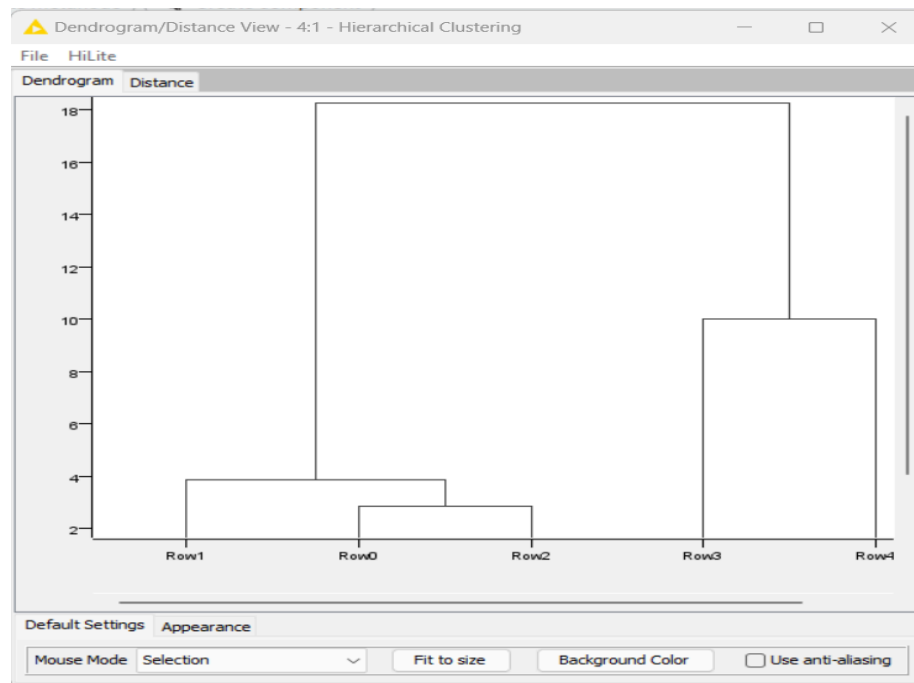 Dendrogram/Distance View - 4:1 - Hierarchical Clustering
File HiLite
Dendrogram Distance
18
16
14
12
10
8
6
4
2
Row1 Row0 Row2 Row3 Row4
Default Settings Appearance
Mouse Mode Selection Fit to size Background Color Use anti-aliasing